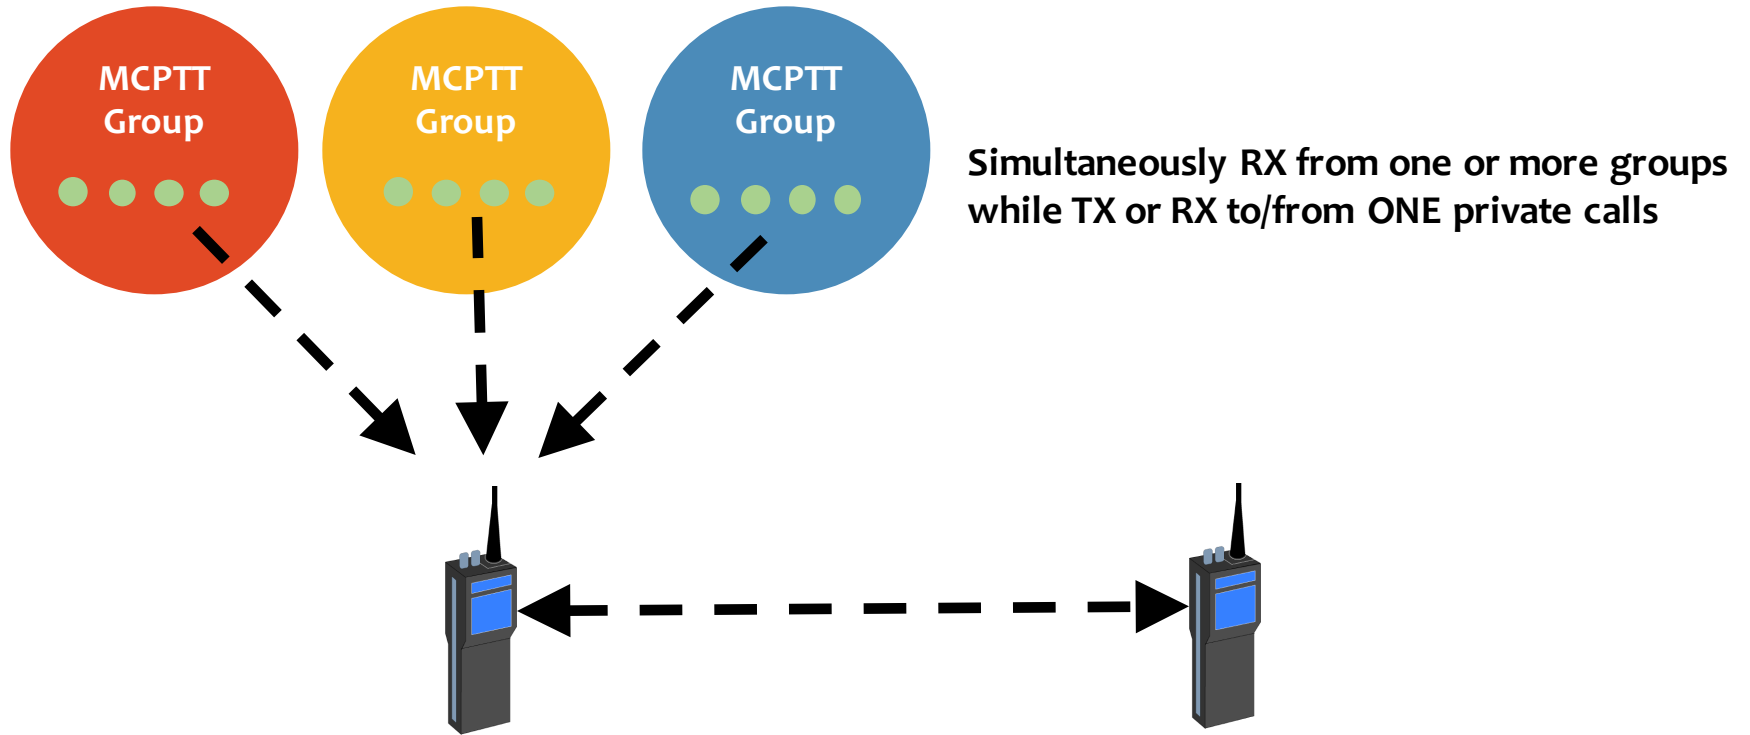 MCPTT
Group
MCPTT
Group
MCPTT
Group
Simultaneously RX from one or more groups
while TX or RX to/from ONE private calls